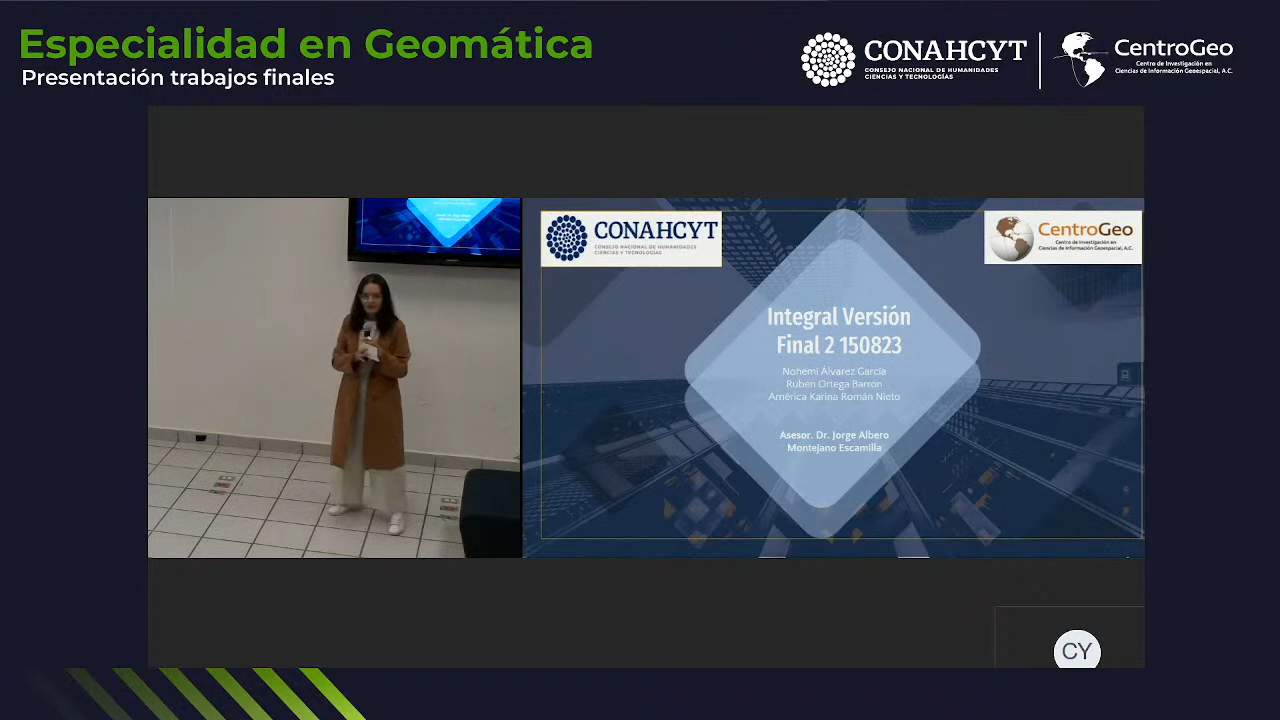 Especialidad en Geomática
Presentación trabajos finales
CONAHCYT
CONSEJO NACIONAL DE HUMANIDADES
CIENCIAS Y TECNOLOGÍAS
CentroGeo
Centro de Investigación en
Ciencias de Información Geoespacial, A.C.
CONAHCYT
CONSEJO NACIONAL DE HUMANIDADES
CIENCIAS Y TECNOLOGÍAS
CentroGeo
Centro de Investigación en
Ciencias de Información Geoespacial, A.C.
Integral Versión
Final 2 150823
Nohemí Álvarez García
Rubén Ortega Barrón
América Karina Román Nieto
Asesor. Dr. Jorge Albero
Montejano Escamilla
CY